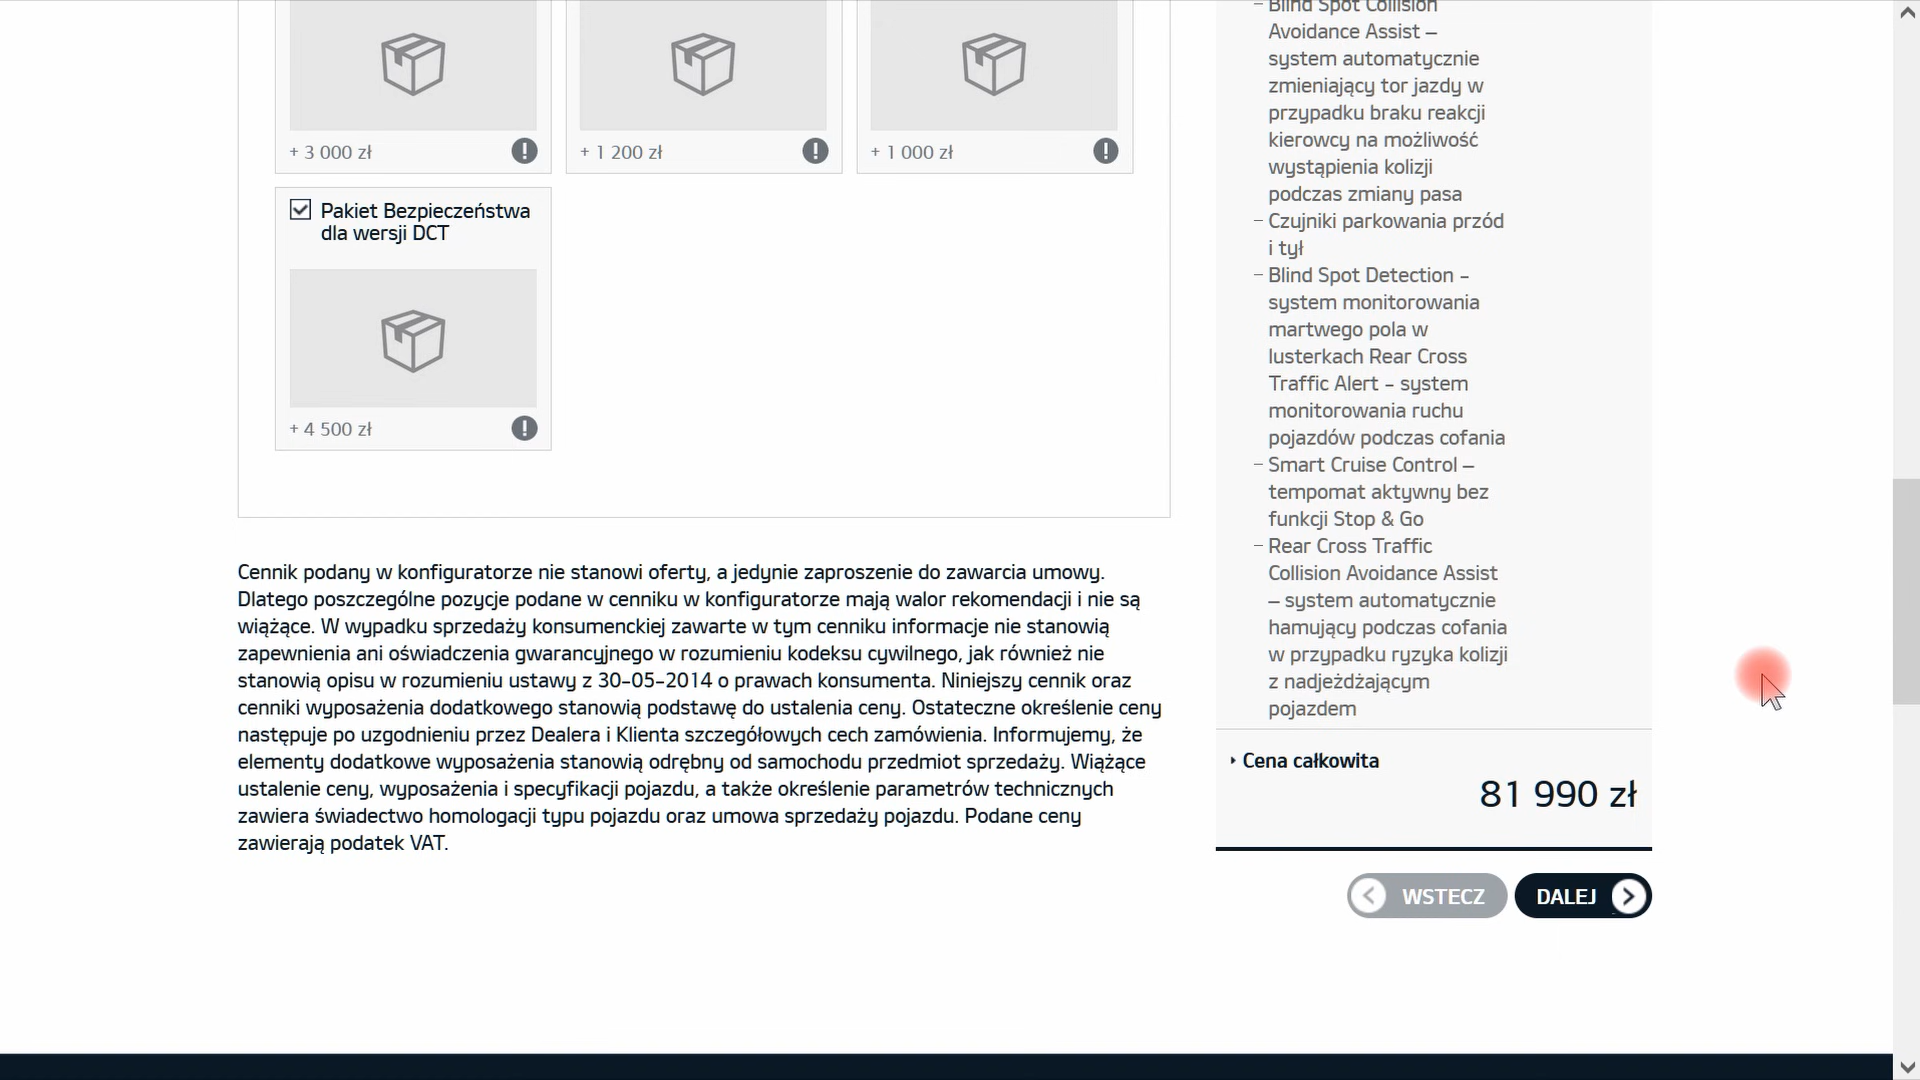 + 3 000 zł
+ 1 200 zł
+ 1 000 zł
Pakiet Bezpieczeństwa
dla wersji DCT
+ 4 500 zł
Cennik podany w konfiguratorze nie stanowi oferty, a jedynie zaproszenie do zawarcia umowy.
Dlatego poszczególne pozycje podane w cenniku w konfiguratorze mają walor rekomendacji i nie są
wiążące. W wypadku sprzedaży konsumenckiej zawarte w tym cenniku informacje nie stanowią
zapewnienia ani oświadczenia gwarancyjnego w rozumieniu kodeksu cywilnego, jak również nie
stanowią opisu w rozumieniu ustawy z 30-05-2014 o prawach konsumenta. Niniejszy cennik oraz
cenniki wyposażenia dodatkowego stanowią podstawę do ustalenia ceny. Ostateczne określenie ceny
następuje po uzgodnieniu przez Dealera i Klienta szczegółowych cech zamówienia. Informujemy, że
elementy dodatkowe wyposażenia stanowią odrębny od samochodu przedmiot sprzedaży. Wiążące
ustalenie ceny, wyposażenia i specyfikacji pojazdu, a także określenie parametrów technicznych
zawiera świadectwo homologacji typu pojazdu oraz umowa sprzedaży pojazdu. Podane ceny
zawierają podatek VAT.
– Blind Spot Collision
Avoidance Assist –
system automatycznie
zmieniający tor jazdy w
przypadku braku reakcji
kierowcy na możliwość
wystąpienia kolizji
podczas zmiany pasa
– Czujniki parkowania przód
i tył
– Blind Spot Detection -
system monitorowania
martwego pola w
lusterkach Rear Cross
Traffic Alert - system
monitorowania ruchu
pojazdów podczas cofania
– Smart Cruise Control –
tempomat aktywny bez
funkcji Stop & Go
– Rear Cross Traffic
Collision Avoidance Assist
– system automatycznie
hamujący podczas cofania
w przypadku ryzyka kolizji
z nadjeżdżającym
pojazdem
Cena całkowita
81 990 zł
WSTECZ
DALEJ